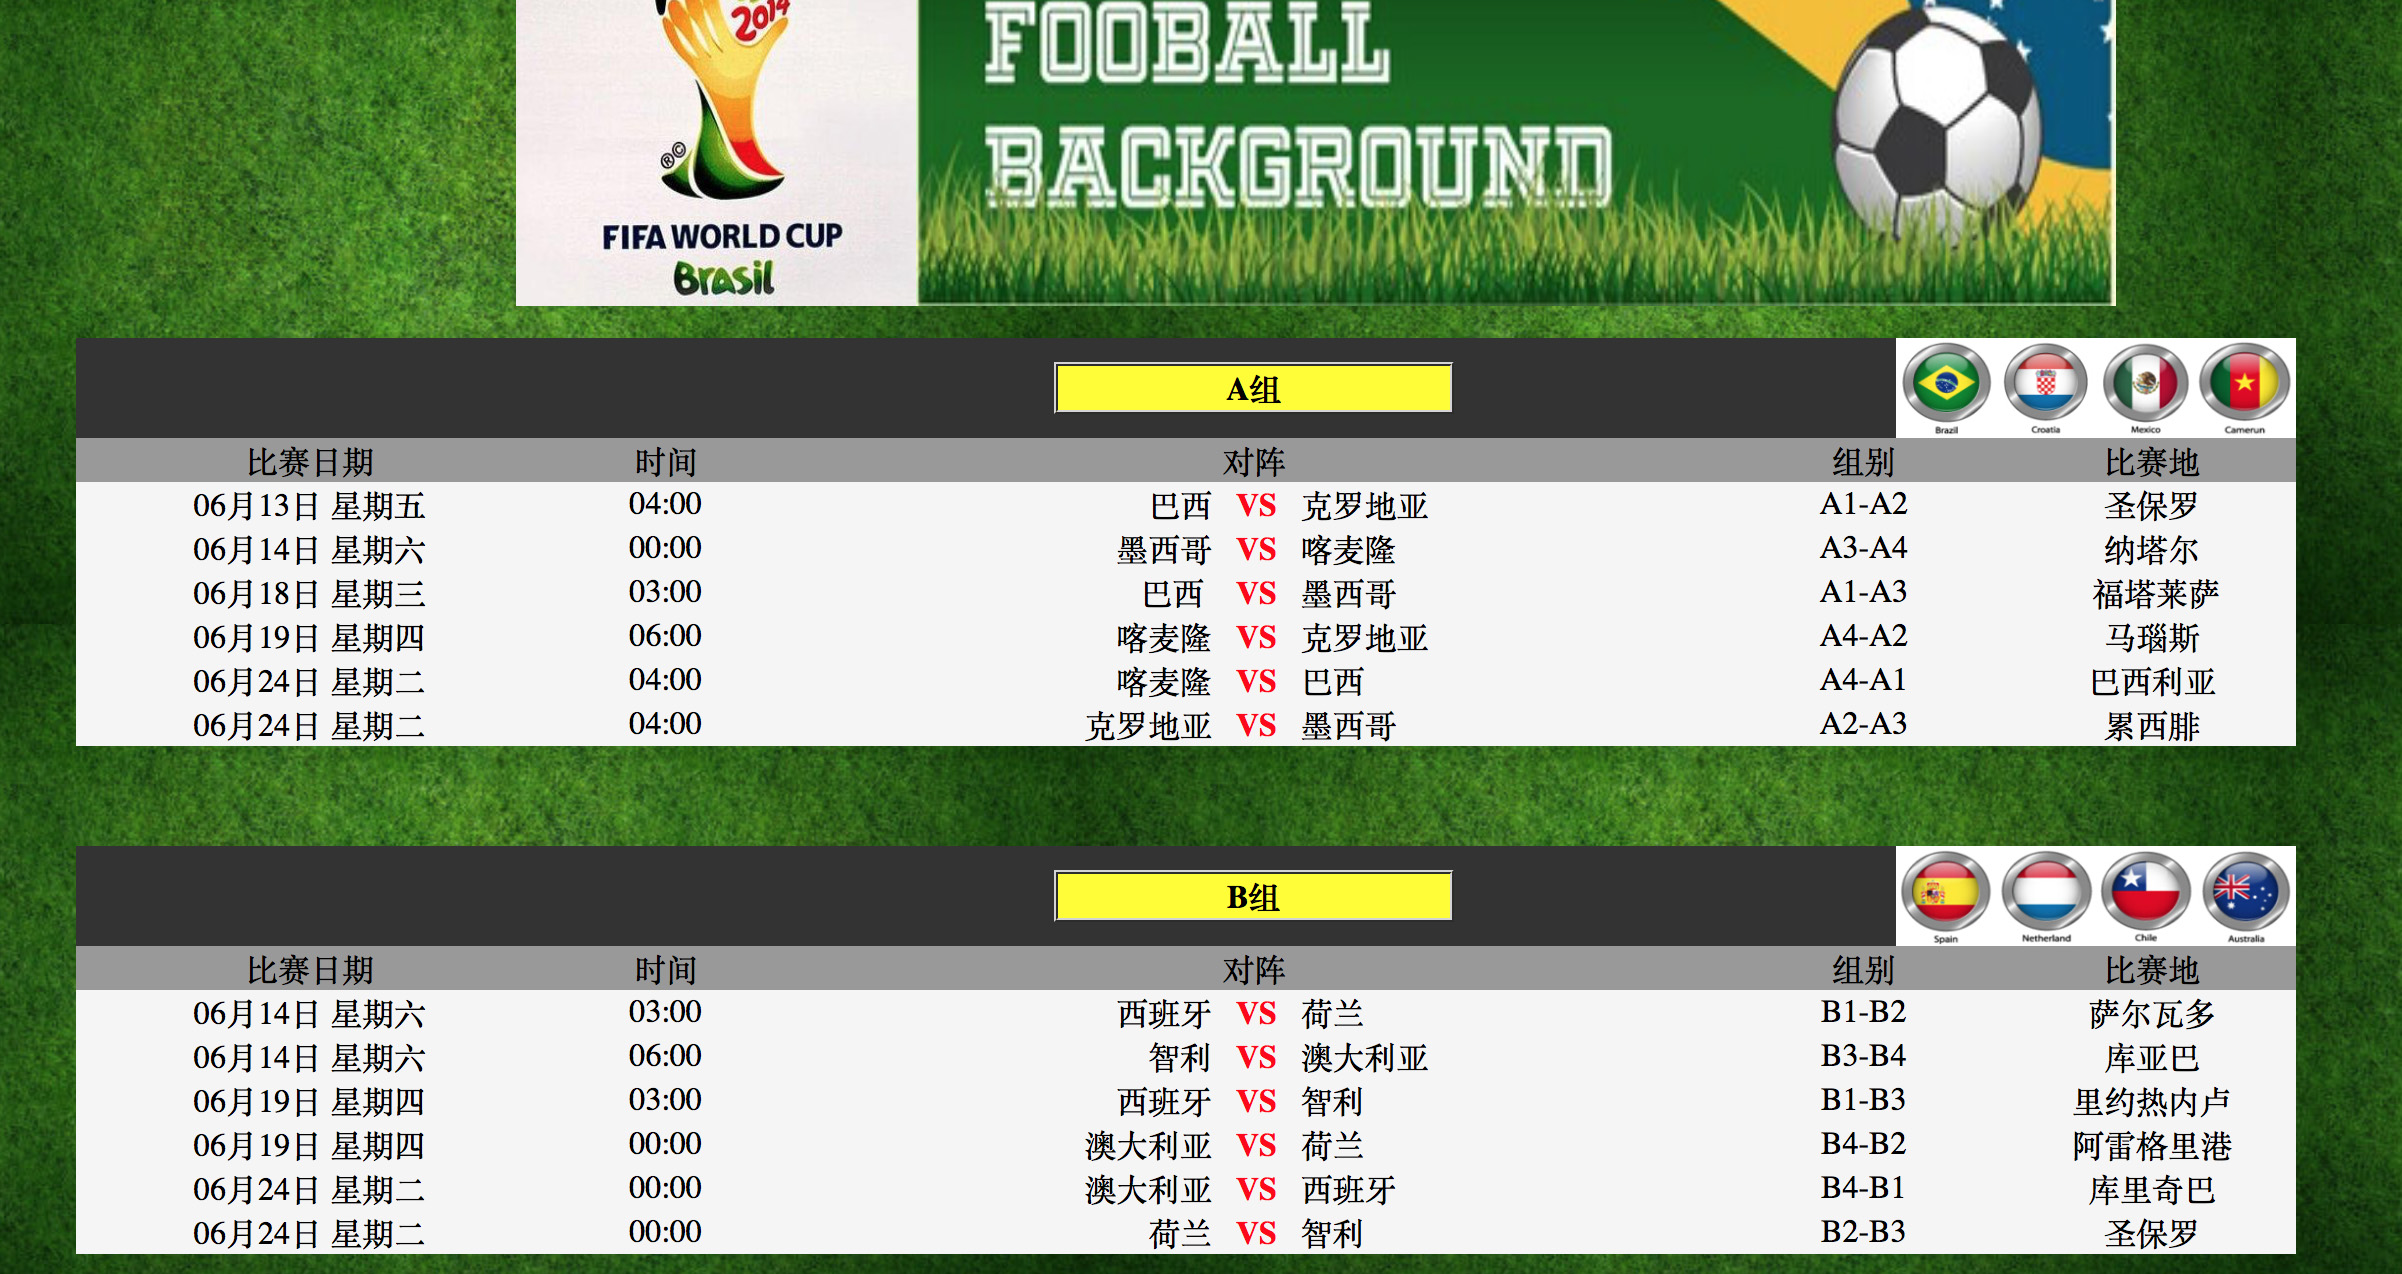 2014
FOOBALL
BACKGROUND
®©
FIFA WORLD CUP
Brasil
A组
Brazil Croatia Mexico Camerun
比赛日期 时间 对阵 组别 比赛地
06月13日 星期五 04:00 巴西 VS 克罗地亚 A1-A2 圣保罗
06月14日 星期六 00:00 墨西哥 VS 喀麦隆 A3-A4 纳塔尔
06月18日 星期三 03:00 巴西 VS 墨西哥 A1-A3 福塔莱萨
06月19日 星期四 06:00 喀麦隆 VS 克罗地亚 A4-A2 马瑙斯
06月24日 星期二 04:00 喀麦隆 VS 巴西 A4-A1 巴西利亚
06月24日 星期二 04:00 克罗地亚 VS 墨西哥 A2-A3 累西腓
B组
Spain Netherland Chile Australia
比赛日期 时间 对阵 组别 比赛地
06月14日 星期六 03:00 西班牙 VS 荷兰 B1-B2 萨尔瓦多
06月14日 星期六 06:00 智利 VS 澳大利亚 B3-B4 库亚巴
06月19日 星期四 03:00 西班牙 VS 智利 B1-B3 里约热内卢
06月19日 星期四 00:00 澳大利亚 VS 荷兰 B4-B2 阿雷格里港
06月24日 星期二 00:00 澳大利亚 VS 西班牙 B4-B1 库里奇巴
06月24日 星期二 00:00 荷兰 VS 智利 B2-B3 圣保罗